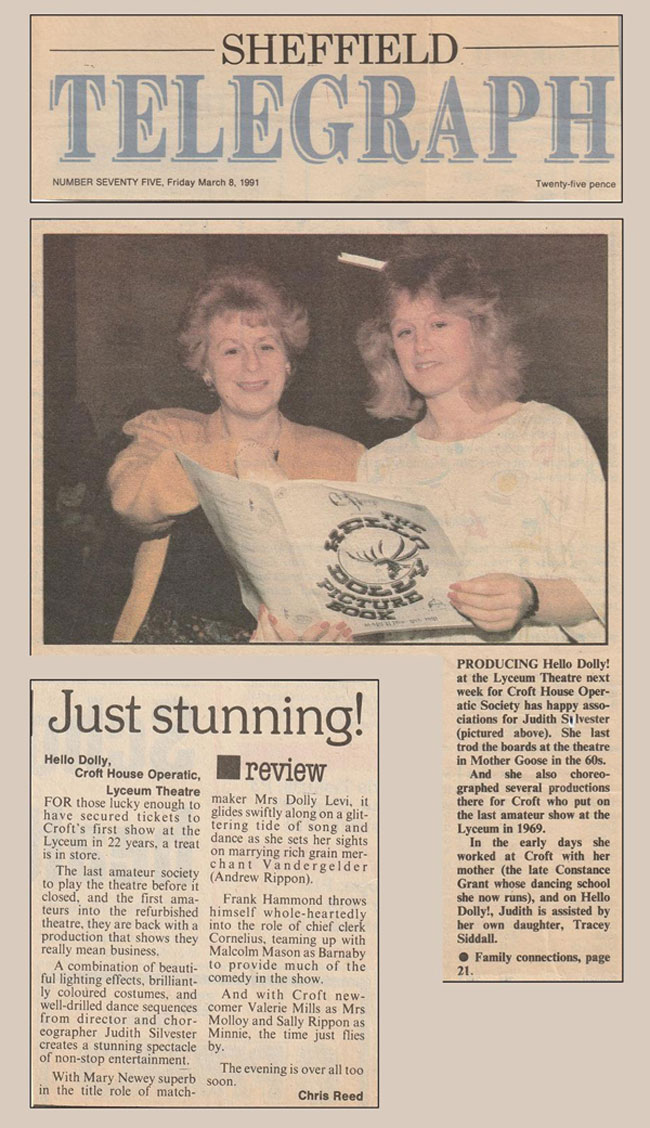 SHEFFIELD
TELEGRAPH
NUMBER SEVENTY FIVE, Friday March 8, 1991
Twenty-five pence
THE
HELLO
DOLLY
PICTURE
BOOK
PRODUCING Hello Dolly!
at the Lyceum Theatre next
week for Croft House Oper-
atic Society has happy asso-
ciations for Judith Silvester
(pictured above). She last
trod the boards at the theatre
in Mother Goose in the 60s.
And she also choreo-
graphed several productions
there for Croft who put on
the last amateur show at the
Lyceum in 1969.
In the early days she
worked at Croft with her
mother (the late Constance
Grant whose dancing school
she now runs), and on Hello
Dolly!, Judith is assisted by
her own daughter, Tracey
Siddall.
● Family connections, page
21.
Just stunning!
Hello Dolly,
Croft House Operatic,
Lyceum Theatre
FOR those lucky enough to
have secured tickets to
Croft's first show at the
Lyceum in 22 years, a treat
is in store.
The last amateur society
to play the theatre before it
closed, and the first ama-
teurs into the refurbished
theatre, they are back with a
production that shows they
really mean business.
A combination of beauti-
ful lighting effects, brilliant-
ly coloured costumes, and
well-drilled dance sequences
from director and chor-
eographer Judith Silvester
creates a stunning spectacle
of non-stop entertainment.
With Mary Newey superb
in the title role of match-
■ review
maker Mrs Dolly Levi, it
glides swiftly along on a glit-
tering tide of song and
dance as she sets her sights
on marrying rich grain mer-
chant Vandergelder
(Andrew Rippon).
Frank Hammond throws
himself whole-heartedly
into the role of chief clerk
Cornelius, teaming up with
Malcolm Mason as Barnaby
to provide much of the
comedy in the show.
And with Croft new-
comer Valerie Mills as Mrs
Molloy and Sally Rippon as
Minnie, the time just flies
by.
The evening is over all too
soon.
Chris Reed